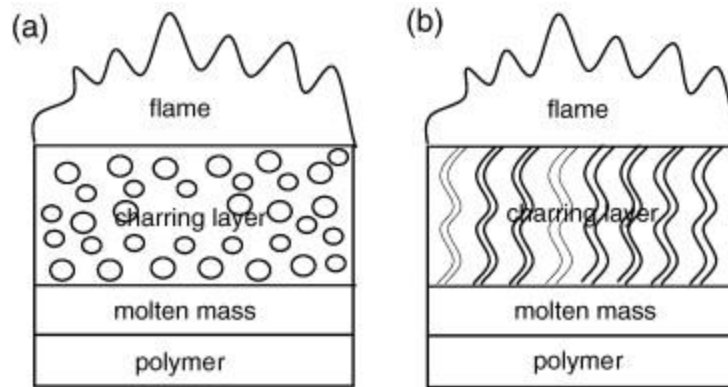 (a)
flame
charring layer
molten mass
polymer
(b)
flame
charring layer
molten mass
polymer